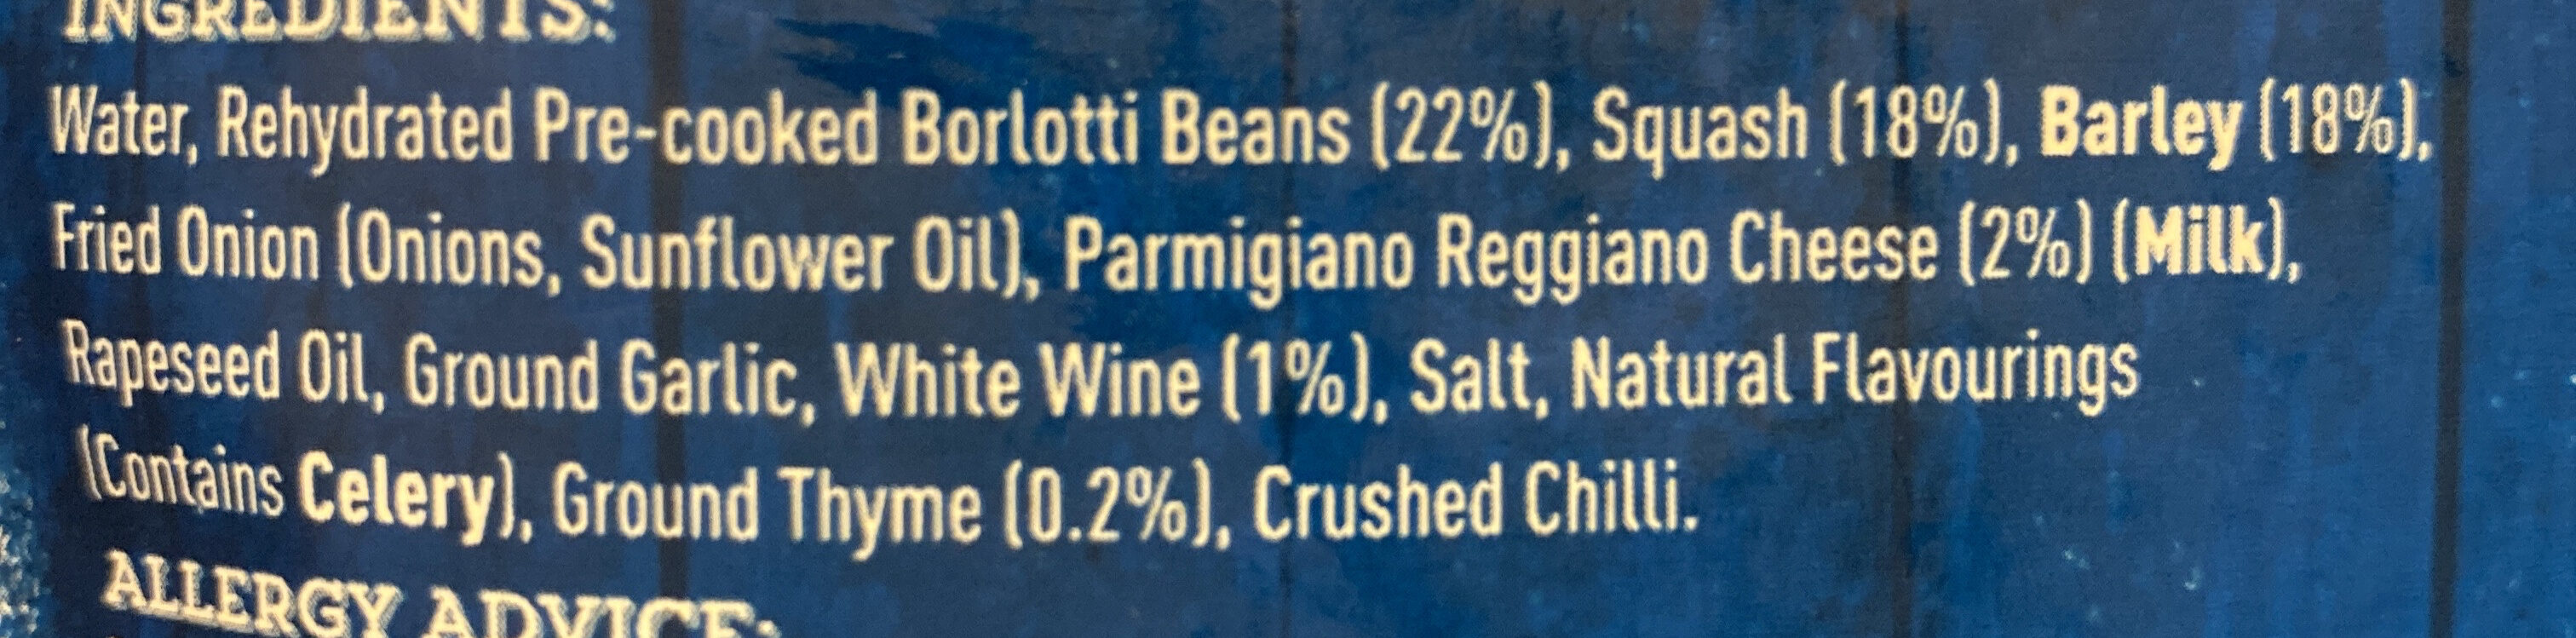 INGREDIENTS:
Water, Rehydrated Pre-cooked Borlotti Beans (22%), Squash (18%), Barley (18%),
Fried Onion (Onions, Sunflower Oil), Parmigiano Reggiano Cheese (2%) (Milk),
Rapeseed Oil, Ground Garlic, White Wine (1%), Salt, Natural Flavourings
(Contains Celery), Ground Thyme (0.2%), Crushed Chilli.
ALLERGY ADVICE: